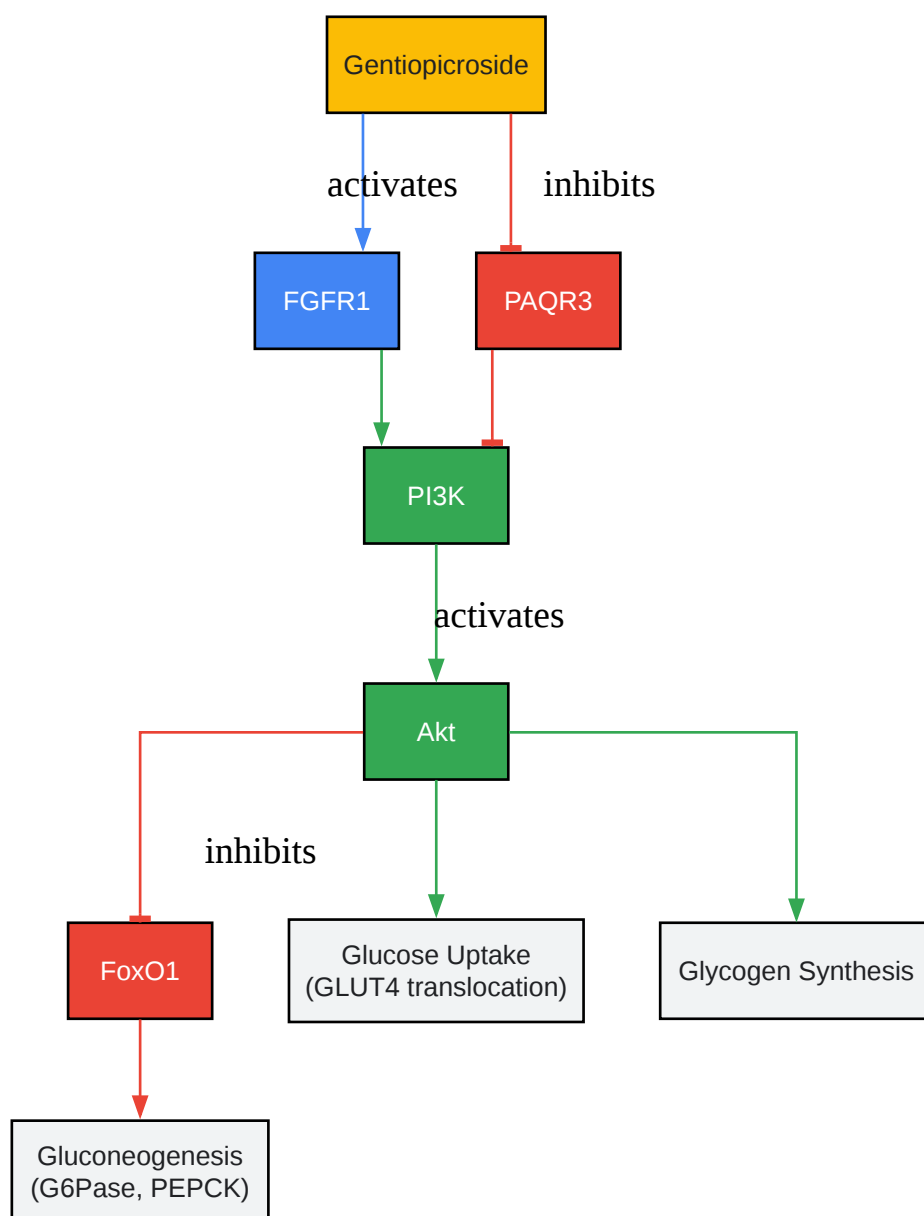 Gentiopicroside
activates
inhibits
FGFR1
PAQR3
PI3K
activates
Akt
inhibits
FoxO1
Glucose Uptake
(GLUT4 translocation)
Glycogen Synthesis
Gluconeogenesis
(G6Pase, PEPCK)